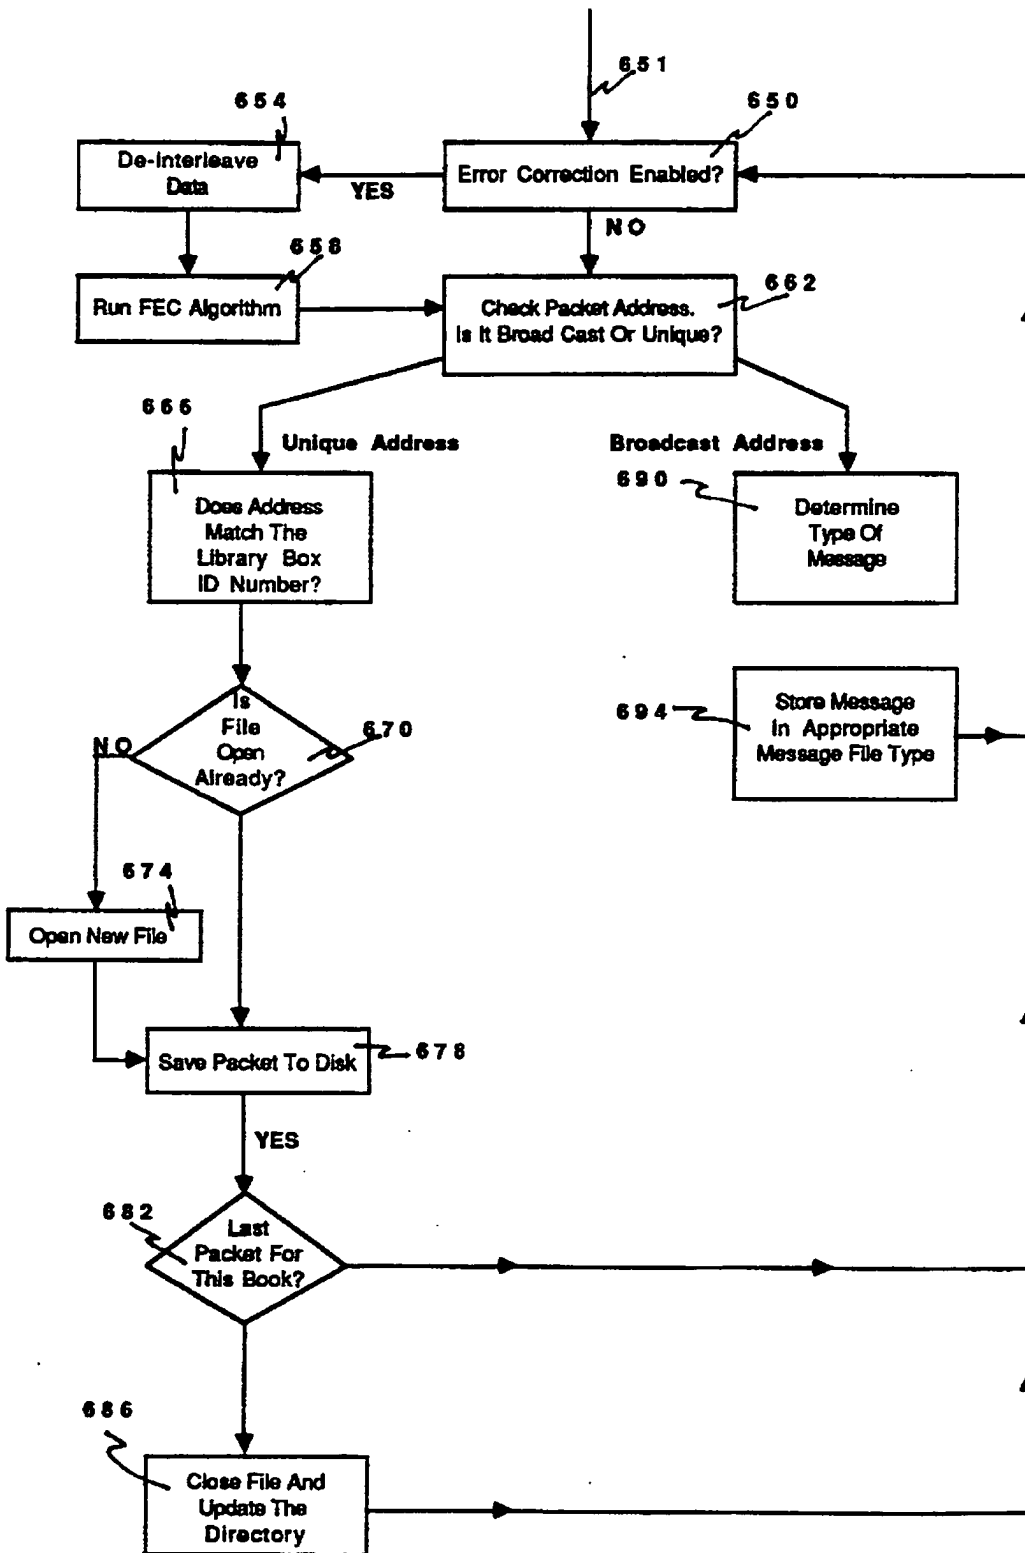 651
654
650
De-Interleave
Data
YES
Error Correction Enabled?
NO
658
662
Run FEC Algorithm
Check Packet Address.
Is It Broad Cast Or Unique?
666
Unique Address
Broadcast Address
690
Does Address
Match The
Library Box
ID Number?
Determine
Type Of
Message
Is
File
Open
Already?
NO
670
694
Store Message
In Appropriate
Message File Type
674
Open New File
Save Packet To Disk
678
YES
682
Last
Packet For
This Book?
686
Close File And
Update The
Directory